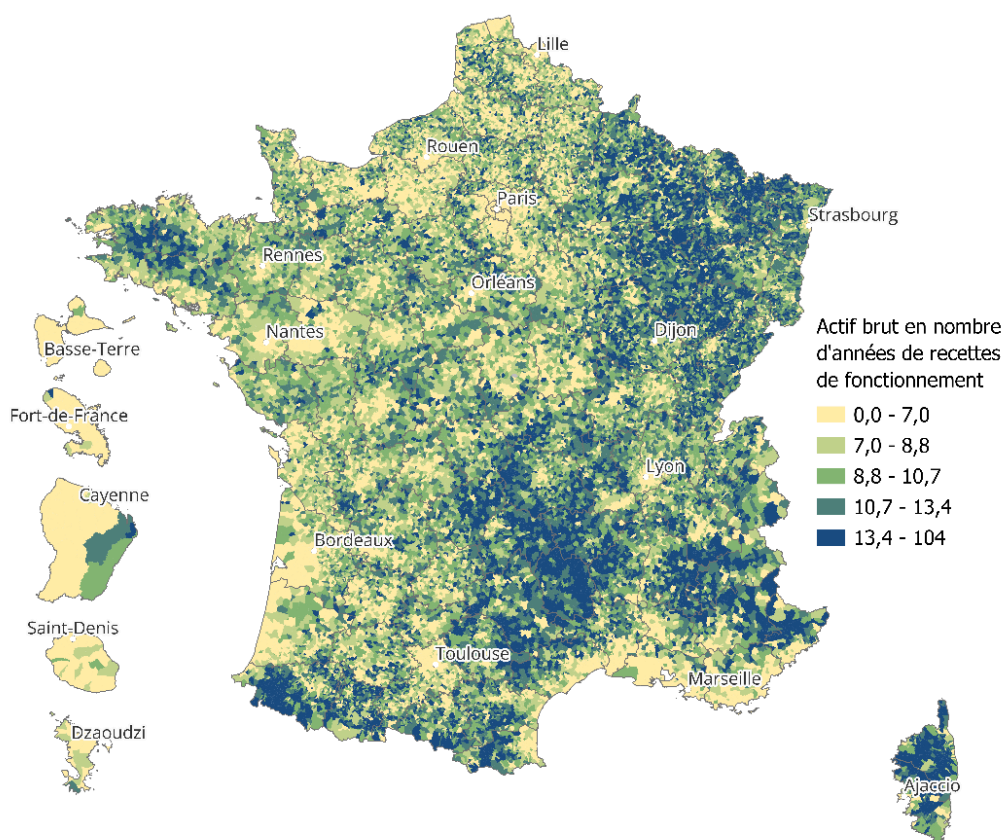 Lille
Rouen
Paris
Strasbourg
Rennes
Orléans
Nantes
Dijon
Basse-Terre
Fort-de-France
Lyon
Cayenne
Bordeaux
Saint-Denis
Toulouse
Marseille
Dzaoudzi
Ajaccio
Actif brut en nombre
d'années de recettes
de fonctionnement
0,0 - 7,0
7,0 - 8,8
8,8 - 10,7
10,7 - 13,4
13,4 - 104